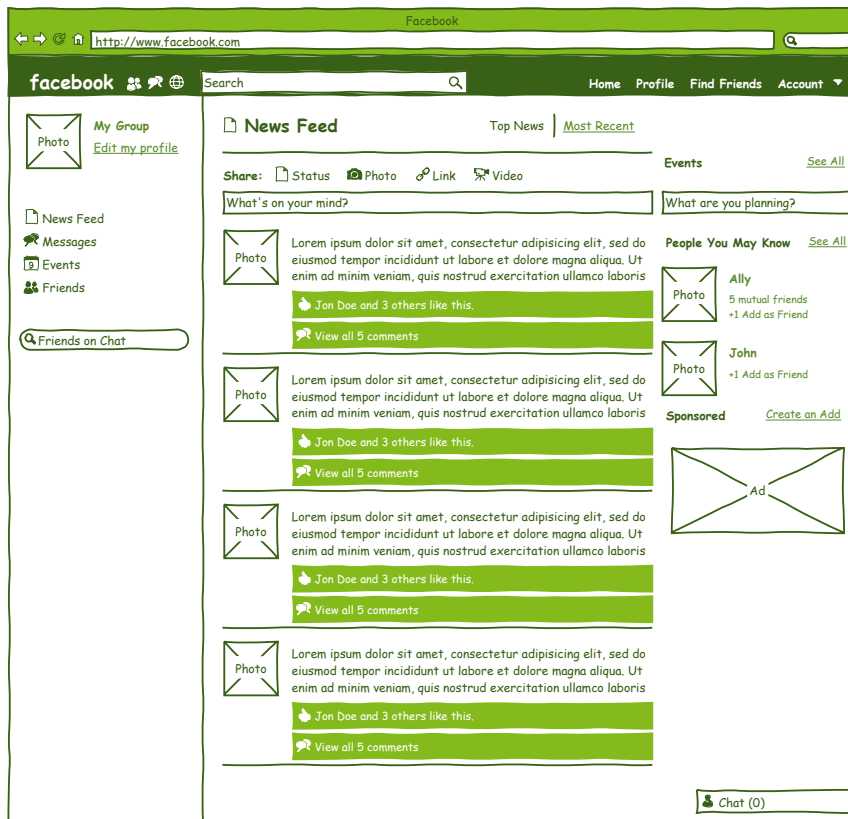 Facebook
http://www.facebook.com
facebook
Search
Home Profile Find Friends Account
Photo
My Group
Edit my profile
News Feed
Messages
9 Events
Friends
Friends on Chat
News Feed
Top News
Most Recent
Share: Status Photo Link Video
What's on your mind?
Photo
Lorem ipsum dolor sit amet, consectetur adipisicing elit, sed do
eiusmod tempor incididunt ut labore et dolore magna aliqua. Ut
enim ad minim veniam, quis nostrud exercitation ullamco laboris
Jon Doe and 3 others like this.
View all 5 comments
Photo
Lorem ipsum dolor sit amet, consectetur adipisicing elit, sed do
eiusmod tempor incididunt ut labore et dolore magna aliqua. Ut
enim ad minim veniam, quis nostrud exercitation ullamco laboris
Jon Doe and 3 others like this.
View all 5 comments
Photo
Lorem ipsum dolor sit amet, consectetur adipisicing elit, sed do
eiusmod tempor incididunt ut labore et dolore magna aliqua. Ut
enim ad minim veniam, quis nostrud exercitation ullamco laboris
Jon Doe and 3 others like this.
View all 5 comments
Photo
Lorem ipsum dolor sit amet, consectetur adipisicing elit, sed do
eiusmod tempor incididunt ut labore et dolore magna aliqua. Ut
enim ad minim veniam, quis nostrud exercitation ullamco laboris
Jon Doe and 3 others like this.
View all 5 comments
Events
See All
What are you planning?
People You May Know
See All
Photo
Ally
5 mutual friends
+1 Add as Friend
Photo
John
+1 Add as Friend
Sponsored
Create an Add
Ad
Chat (0)